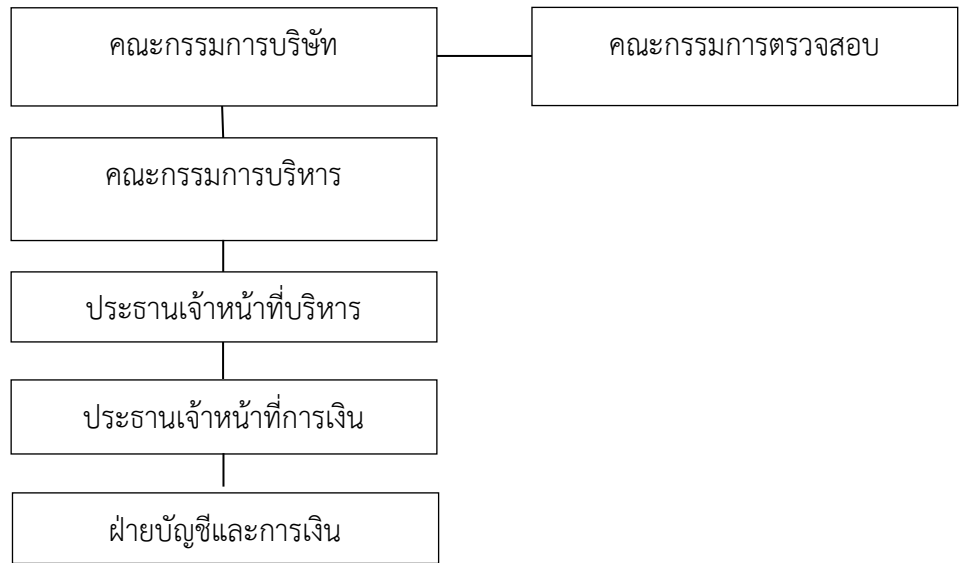 คณะกรรมการบริษัท
คณะกรรมการตรวจสอบ
คณะกรรมการบริหาร
ประธานเจ้าหน้าที่บริหาร
ประธานเจ้าหน้าที่การเงิน
ฝ่ายบัญชีและการเงิน